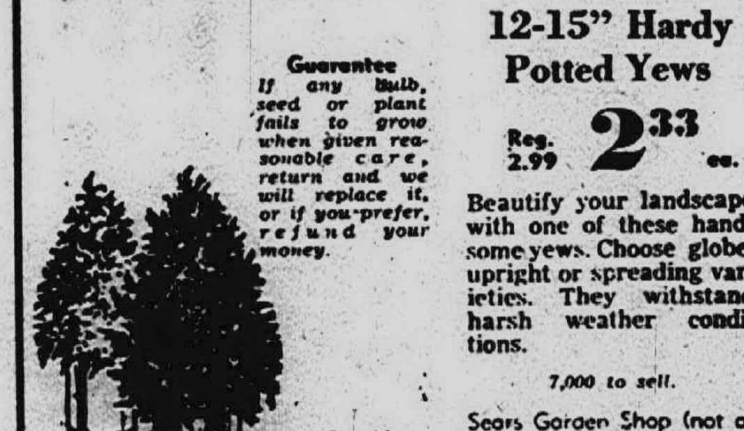 Guarantee
If any Bulb,
seed or plant
fails to grow
when given rea-
sonable care,
return and we
will replace it,
or if you prefer,
refund your
money.
12-15” Hardy
Potted Yews
Reg.
2.99
2.33
ea.
Beautify your landscape
with one of these hand
some yews. Choose globe
upright or spreading var
ieties. They withstand
harsh weather condi
tions.
7,000 to sell.
Sears Garden Shop (not